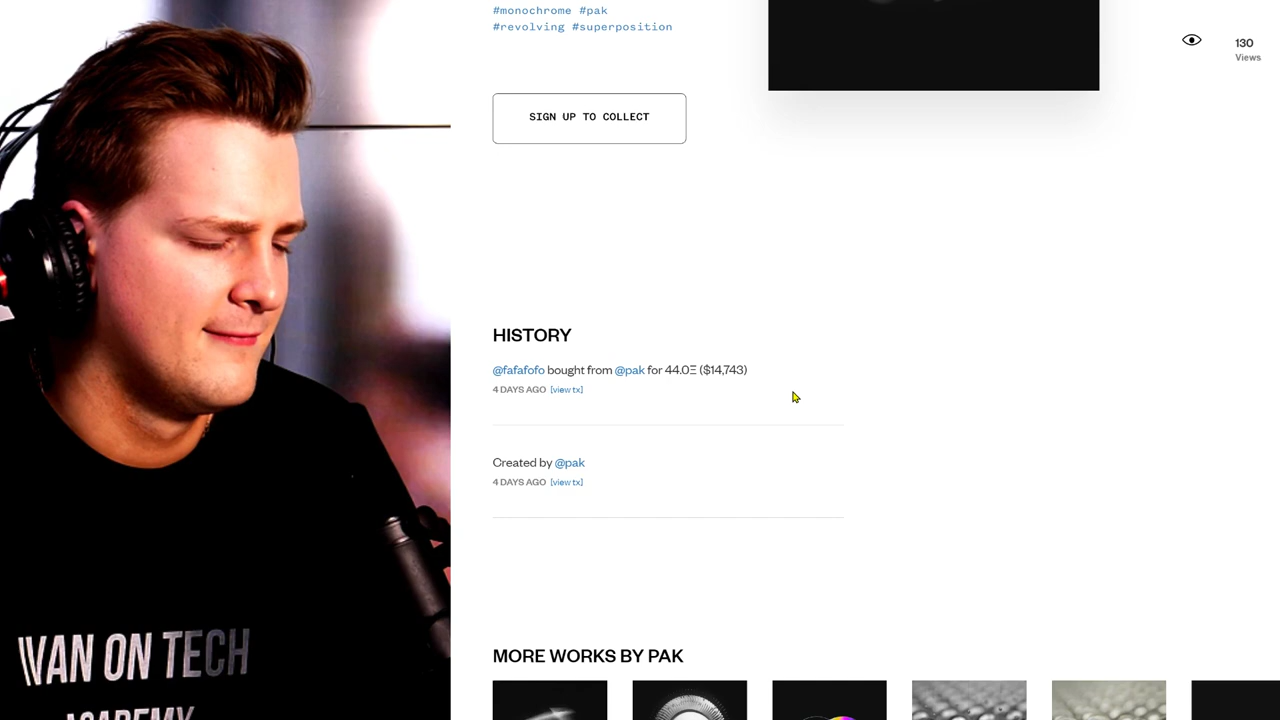 #monochrome #pak
#revolving #superposition
130
Views
SIGN UP TO COLLECT
HISTORY
@fafafofo bought from @pak for 44.0Ξ ($14,743)
4 DAYS AGO [view tx]
Created by @pak
4 DAYS AGO [view tx]
MORE WORKS BY PAK
IVAN ON TECH
ACADEMY